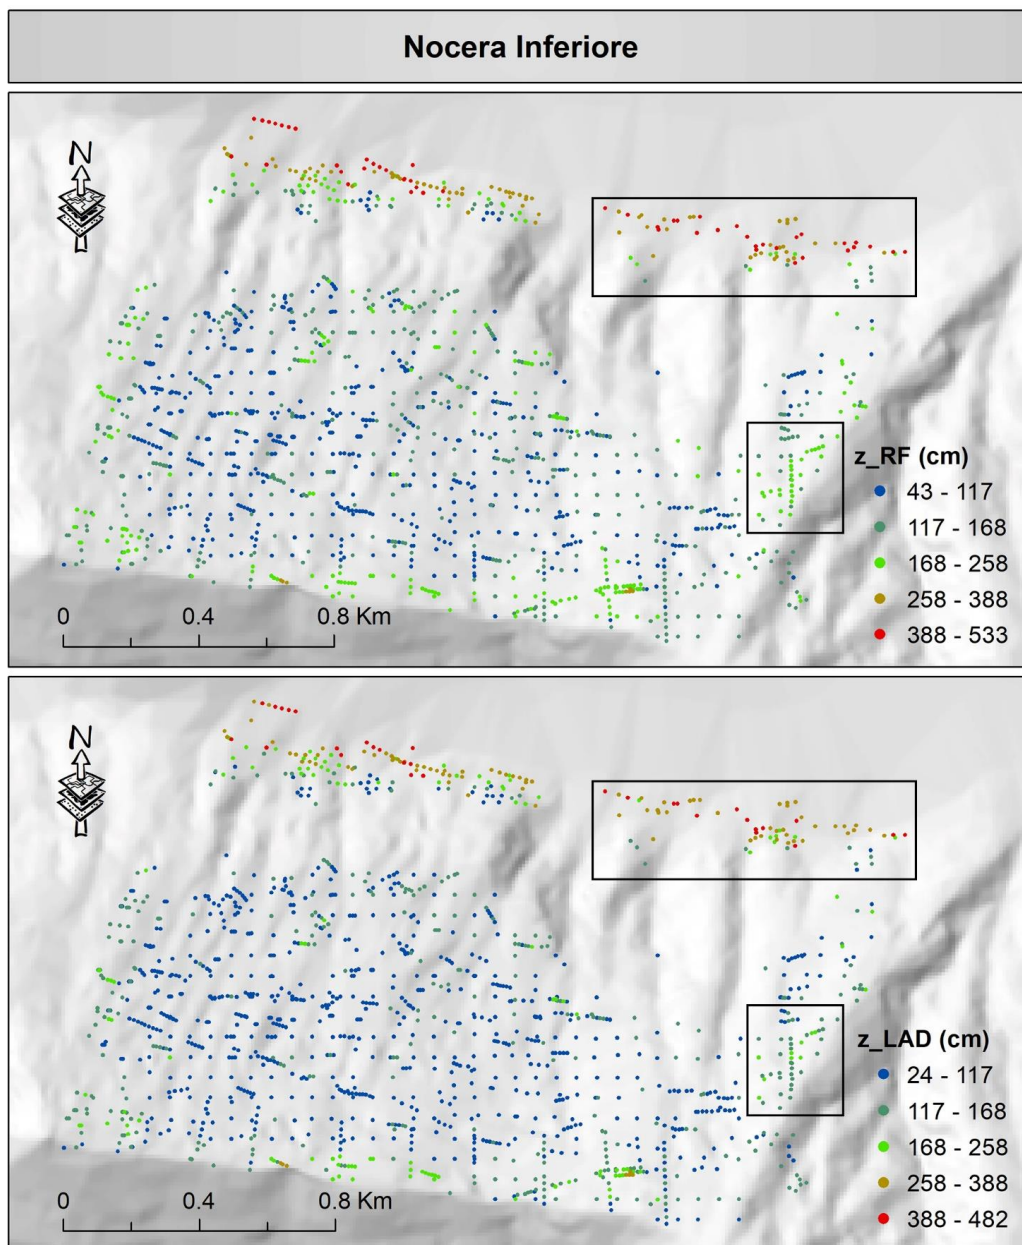 Nocera Inferiore
N
z_RF (cm)
43 - 117
117 - 168
168 - 258
258 - 388
388 - 533
0 0.4 0.8 Km
N
z_LAD (cm)
24 - 117
117 - 168
168 - 258
258 - 388
388 - 482
0 0.4 0.8 Km